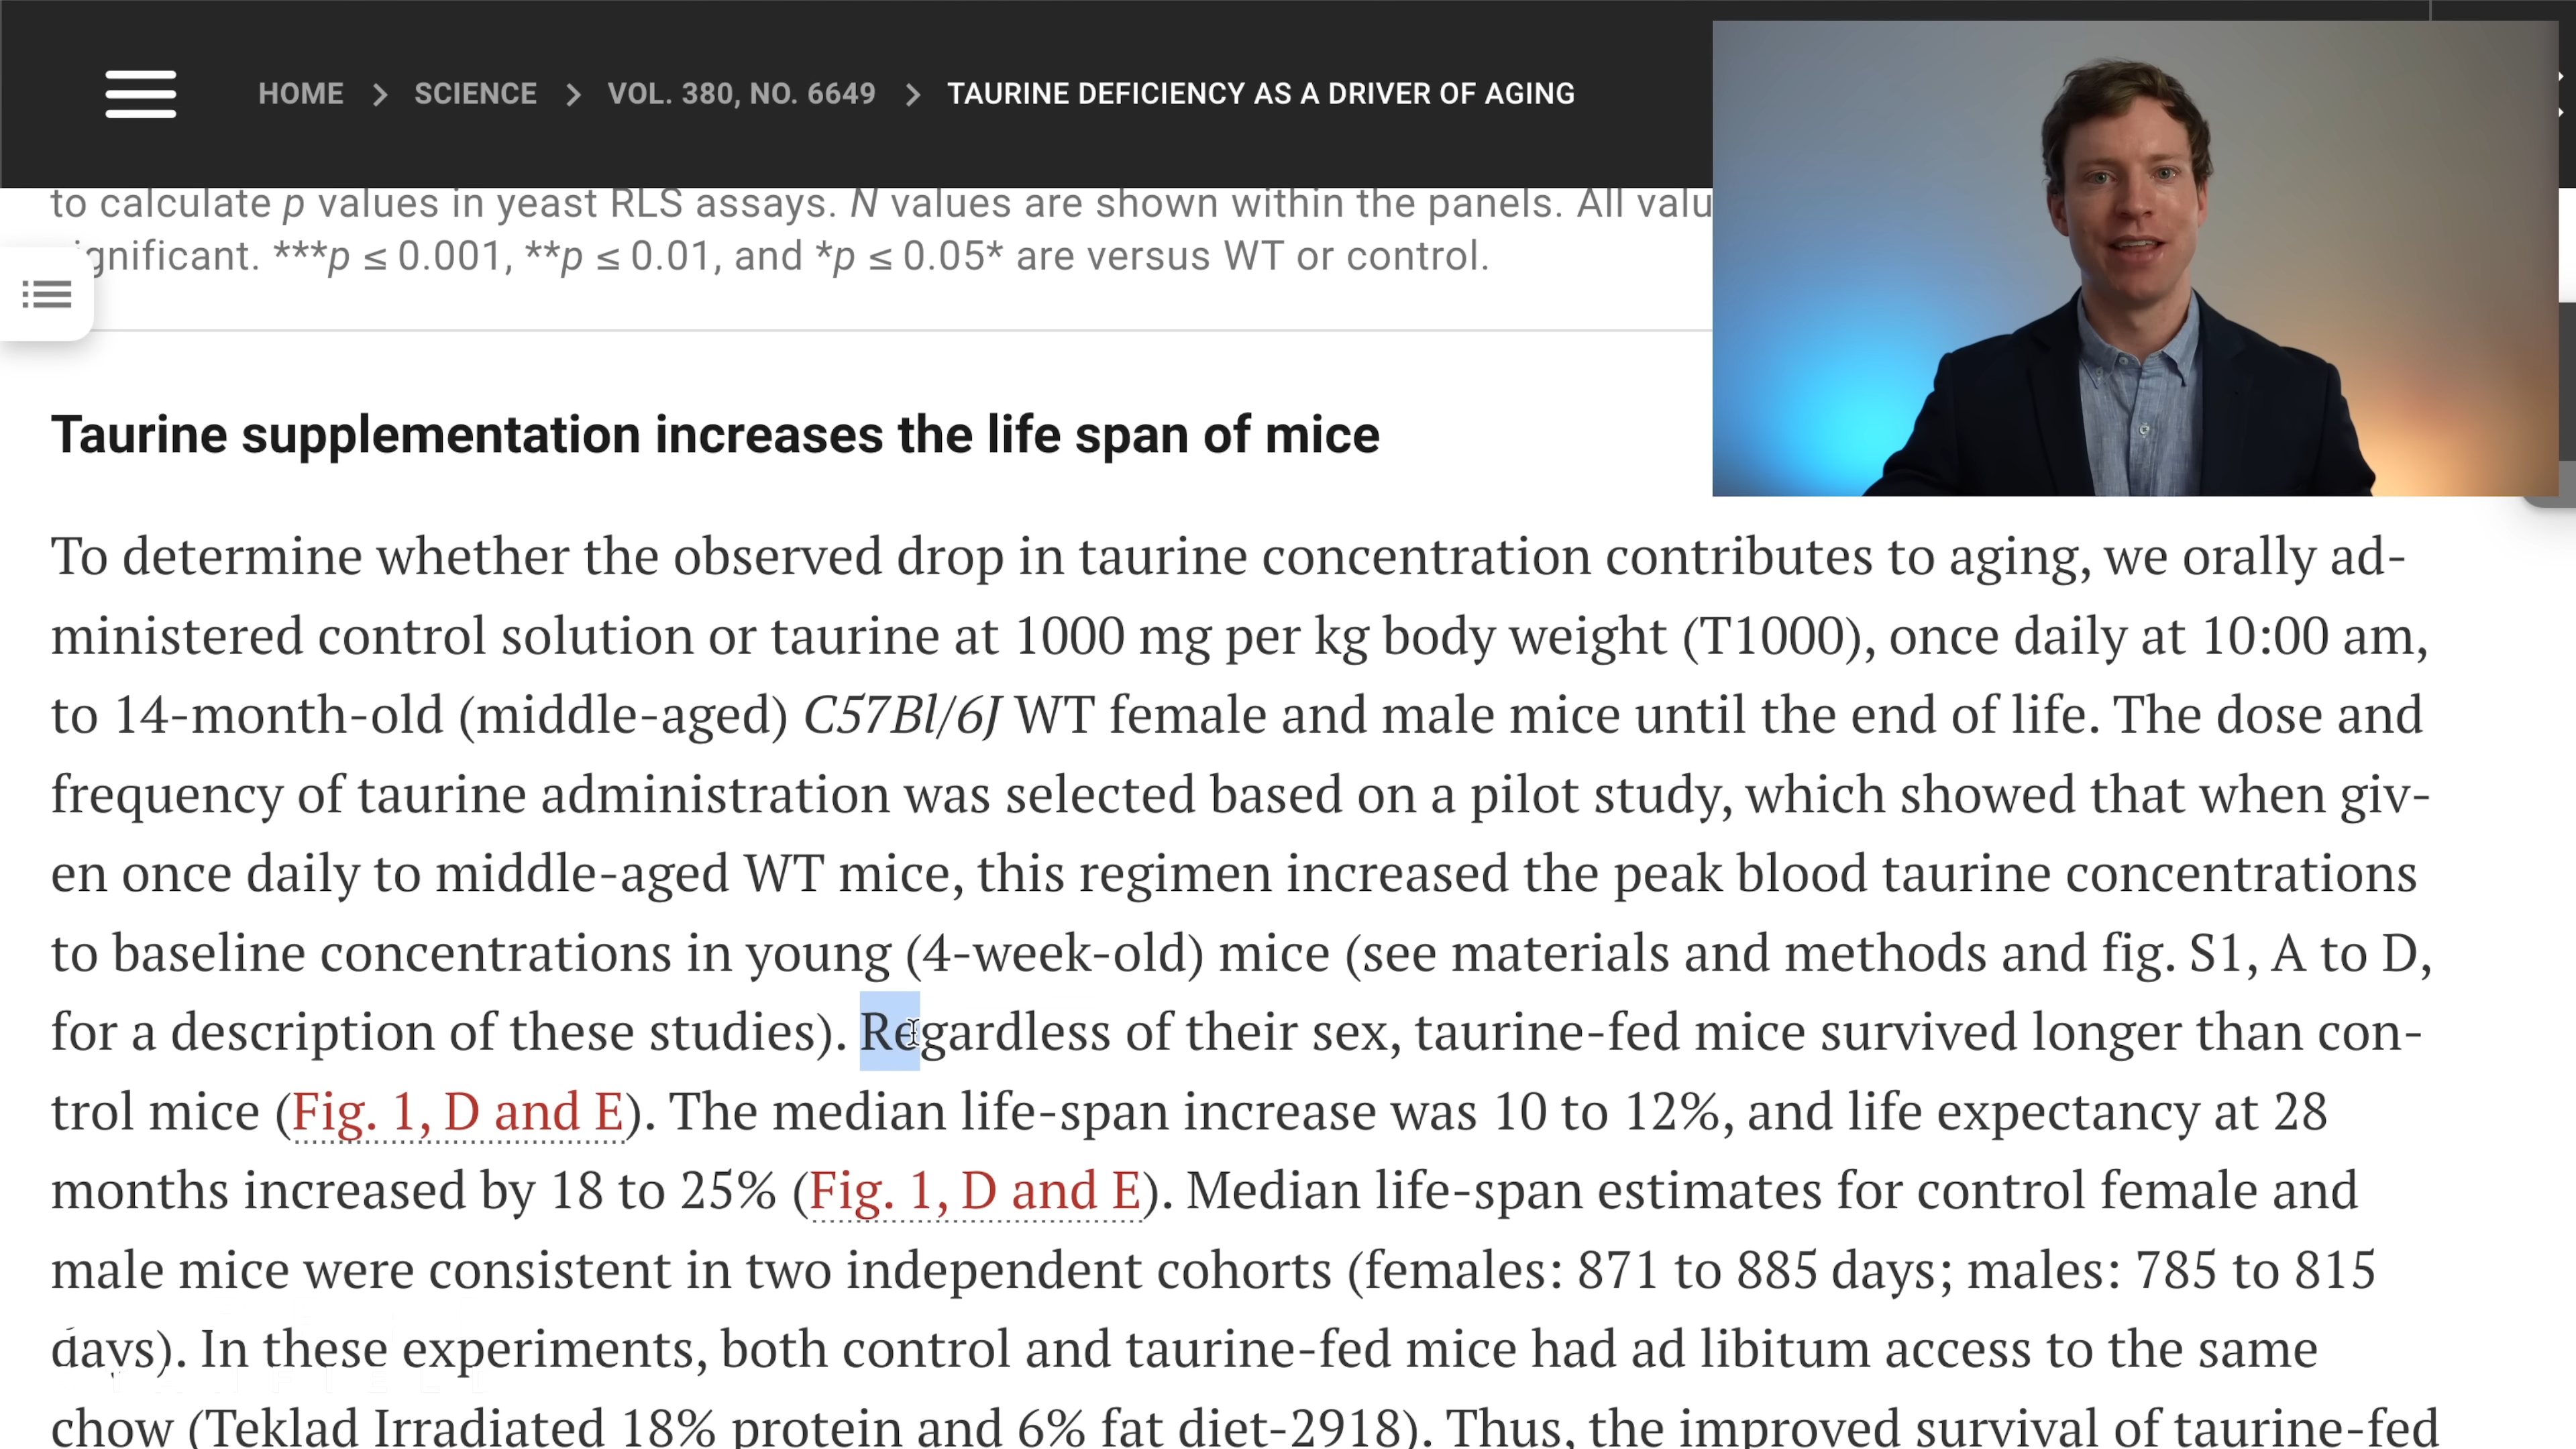 HOME > SCIENCE > VOL. 380, NO. 6649 > TAURINE DEFICIENCY AS A DRIVER OF AGING
to calculate p values in yeast RLS assays. N values are shown within the panels. All valu
gnificant. ***p ≤ 0.001, **p ≤ 0.01, and *p ≤ 0.05* are versus WT or control.
Taurine supplementation increases the life span of mice
To determine whether the observed drop in taurine concentration contributes to aging, we orally ad-
ministered control solution or taurine at 1000 mg per kg body weight (T1000), once daily at 10:00 am,
to 14-month-old (middle-aged) C57Bl/6J WT female and male mice until the end of life. The dose and
frequency of taurine administration was selected based on a pilot study, which showed that when giv-
en once daily to middle-aged WT mice, this regimen increased the peak blood taurine concentrations
to baseline concentrations in young (4-week-old) mice (see materials and methods and fig. S1, A to D,
for a description of these studies). Regardless of their sex, taurine-fed mice survived longer than con-
trol mice (Fig. 1, D and E). The median life-span increase was 10 to 12%, and life expectancy at 28
months increased by 18 to 25% (Fig. 1, D and E). Median life-span estimates for control female and
male mice were consistent in two independent cohorts (females: 871 to 885 days; males: 785 to 815
days). In these experiments, both control and taurine-fed mice had ad libitum access to the same
chow (Teklad Irradiated 18% protein and 6% fat diet-2918). Thus, the improved survival of taurine-fed